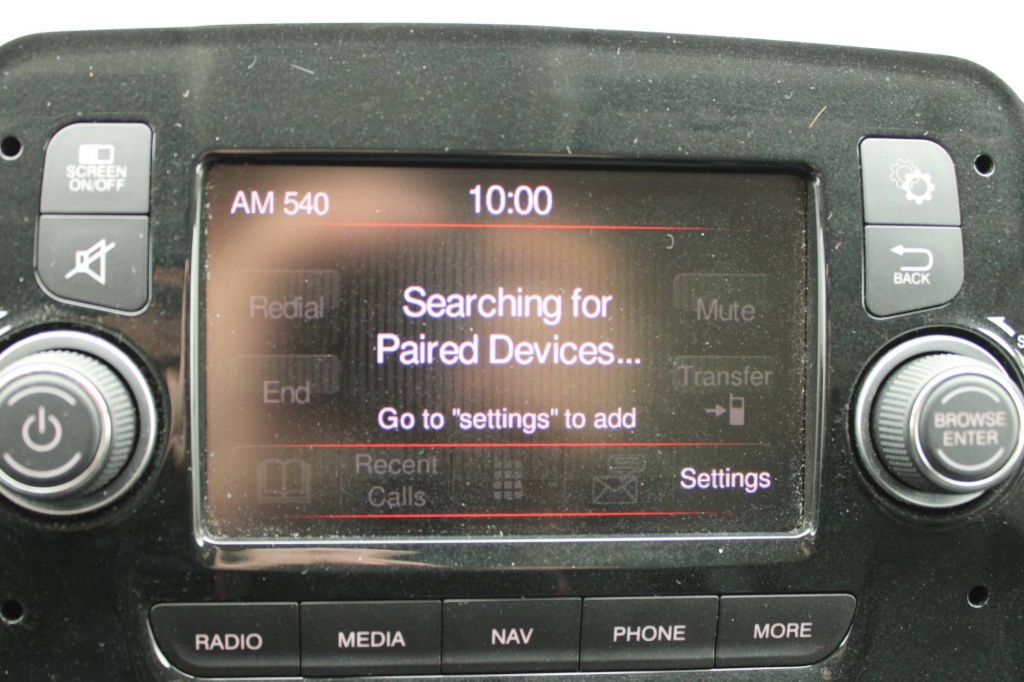 SCREEN
ON/OFF
AM 540
10:00
BACK
Redial
Searching for
Paired Devices...
Mute
End
Transfer
Go to "settings" to add
BROWSE
ENTER
Recent
Calls
Settings
RADIO
MEDIA
NAV
PHONE
MORE